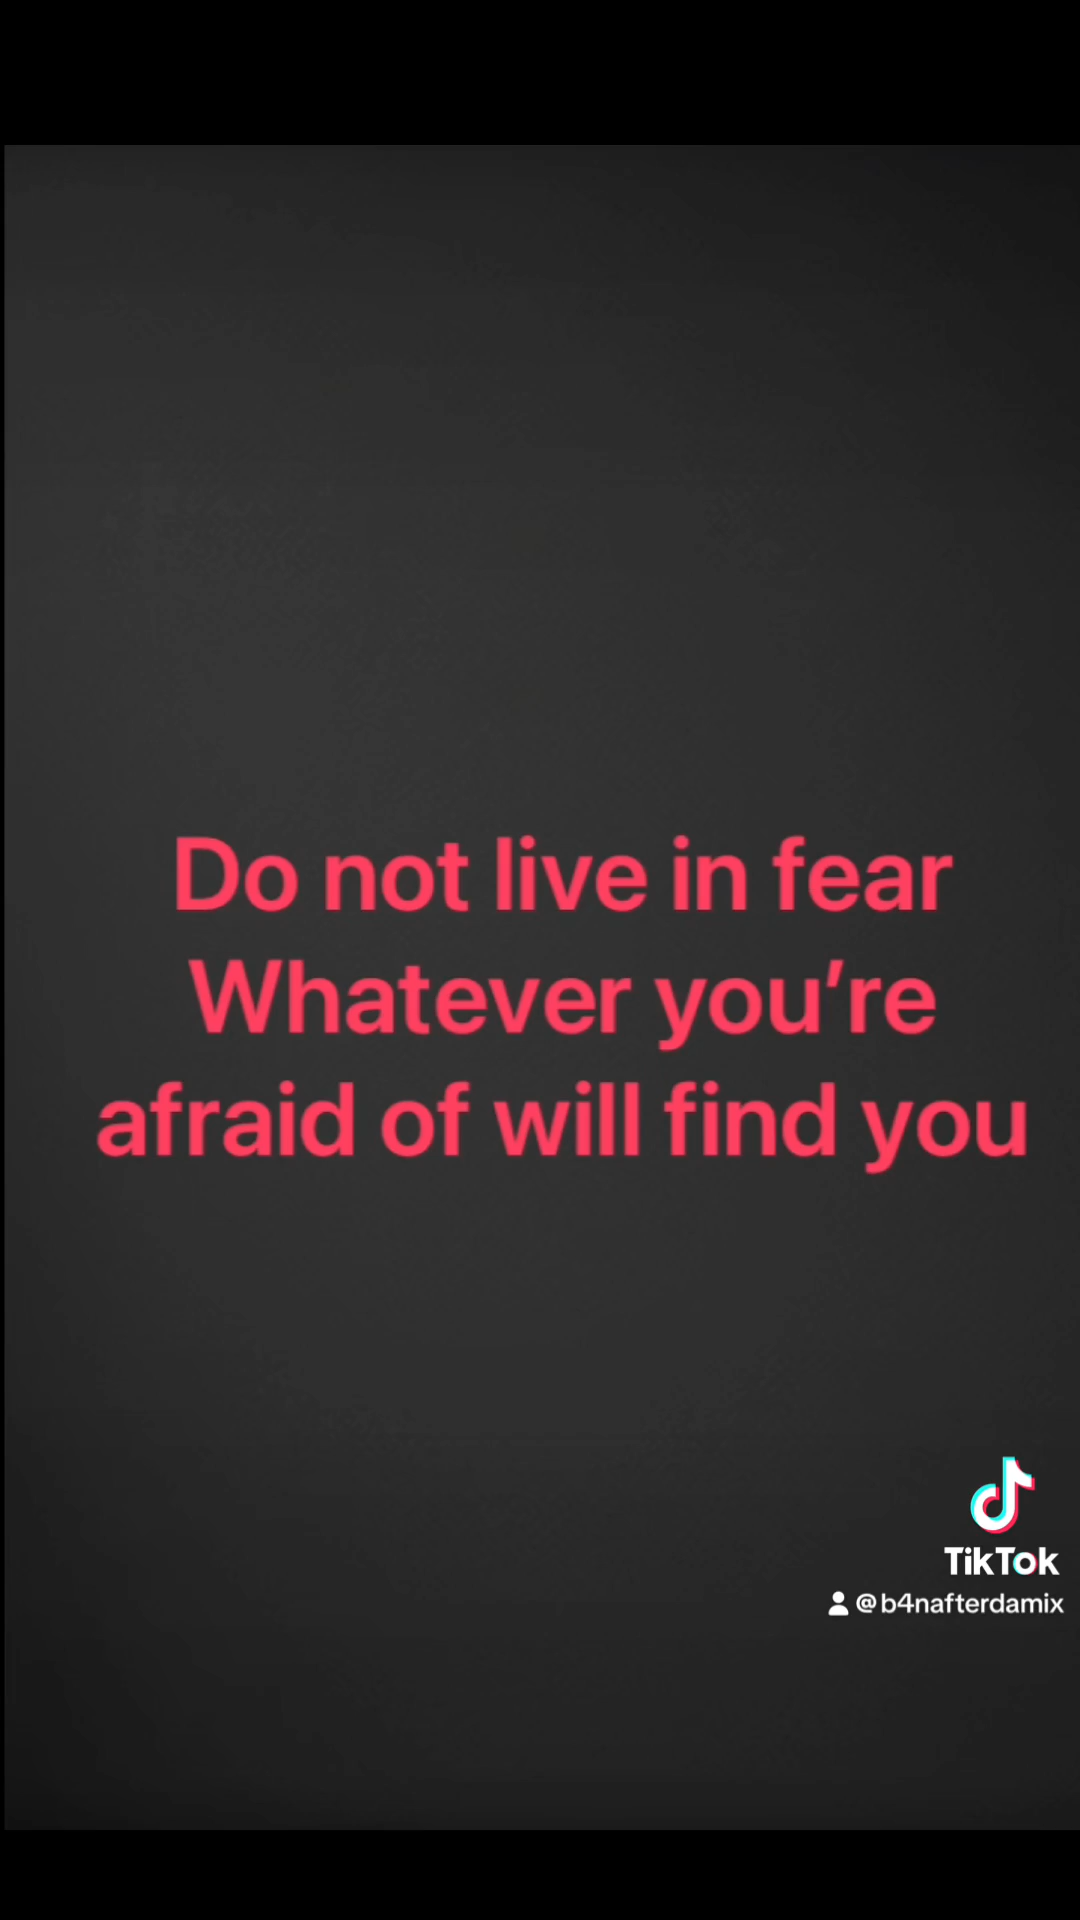 Do not live in fear
Whatever you’re
afraid of will find you
TikTok
@b4nafterdamix